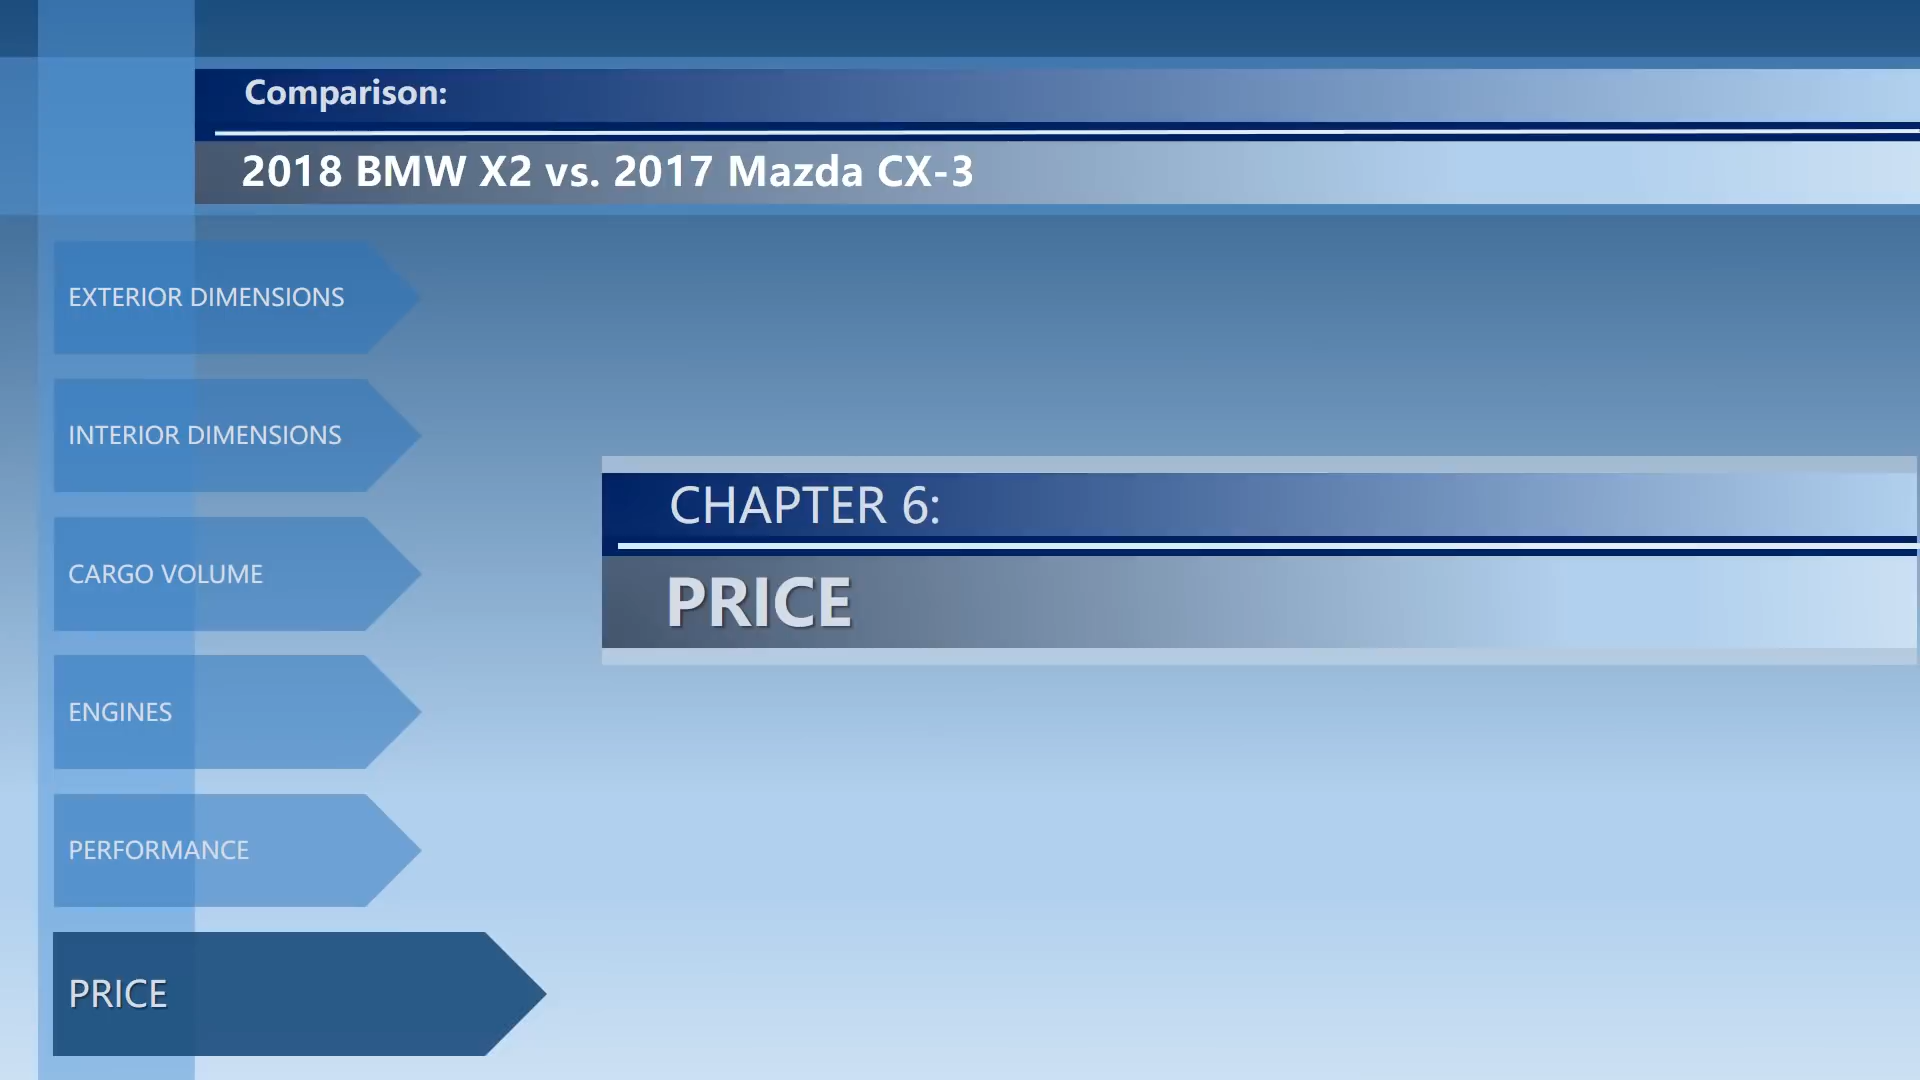 Comparison:
2018 BMW X2 vs. 2017 Mazda CX-3
EXTERIOR DIMENSIONS
INTERIOR DIMENSIONS
CARGO VOLUME
ENGINES
PERFORMANCE
PRICE
CHAPTER 6:
PRICE